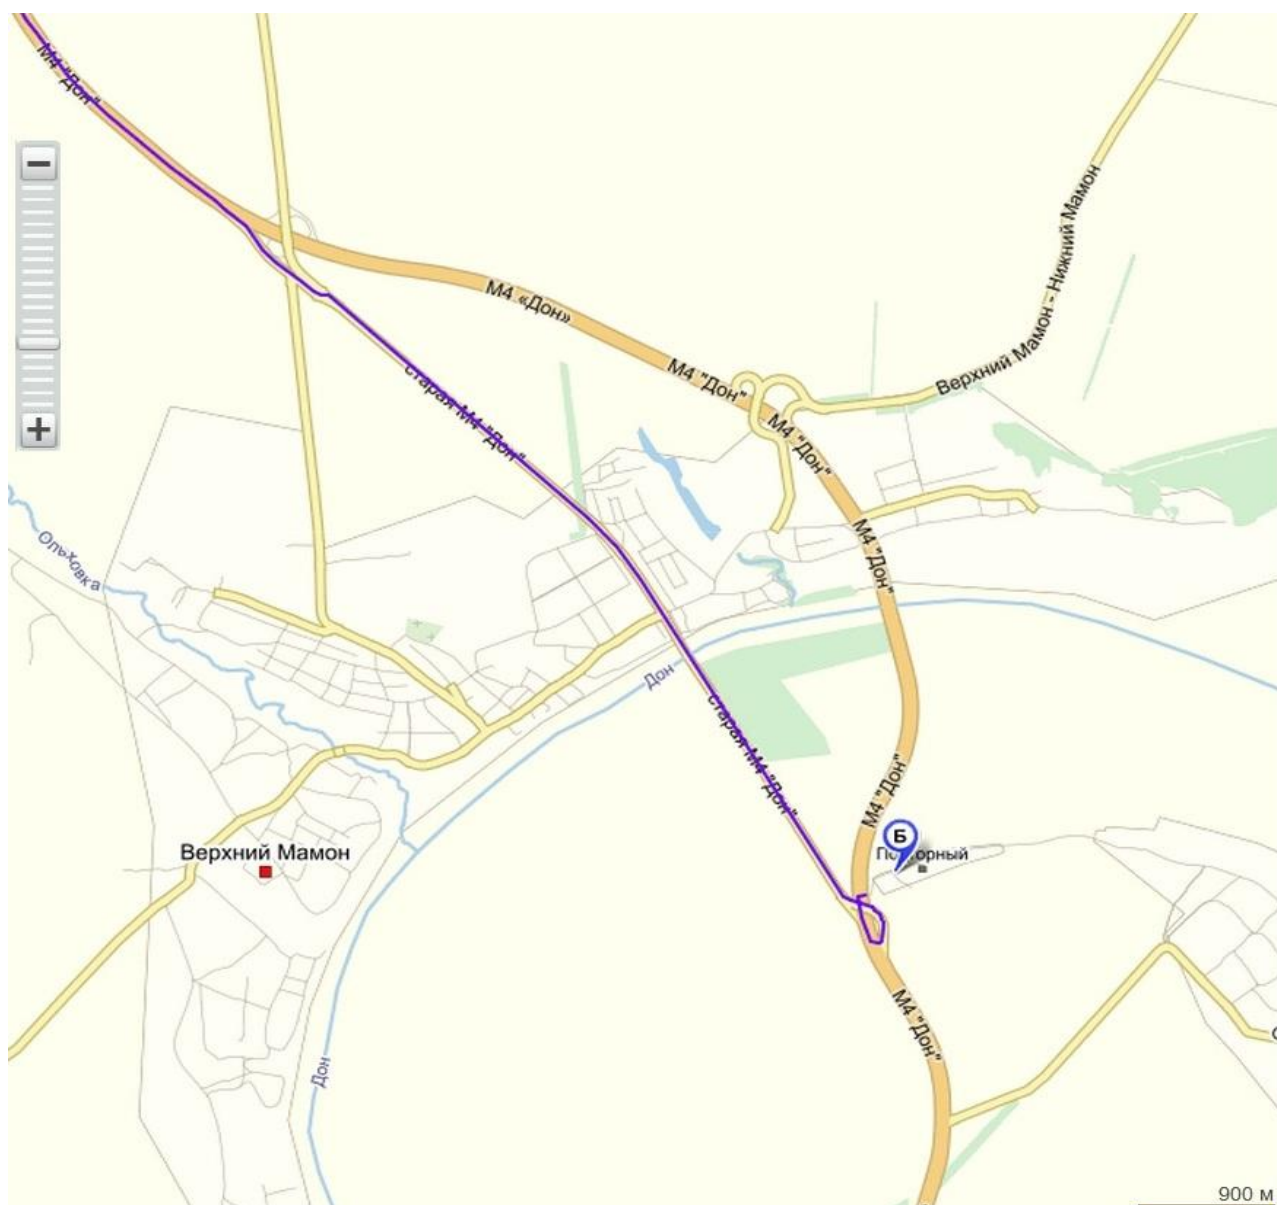 М4 "Дон"
М4 «Дон»
М4 "Дон"
Верхний Мамон - Нижний Мамон
М4 "Дон"
старая М4 "Дон"
М4 "Дон"
Ольховка
Дон
старая М4 "Дон"
М4 "Дон"
Б
Верхний Мамон
М4 "Дон"
Дон
900 м